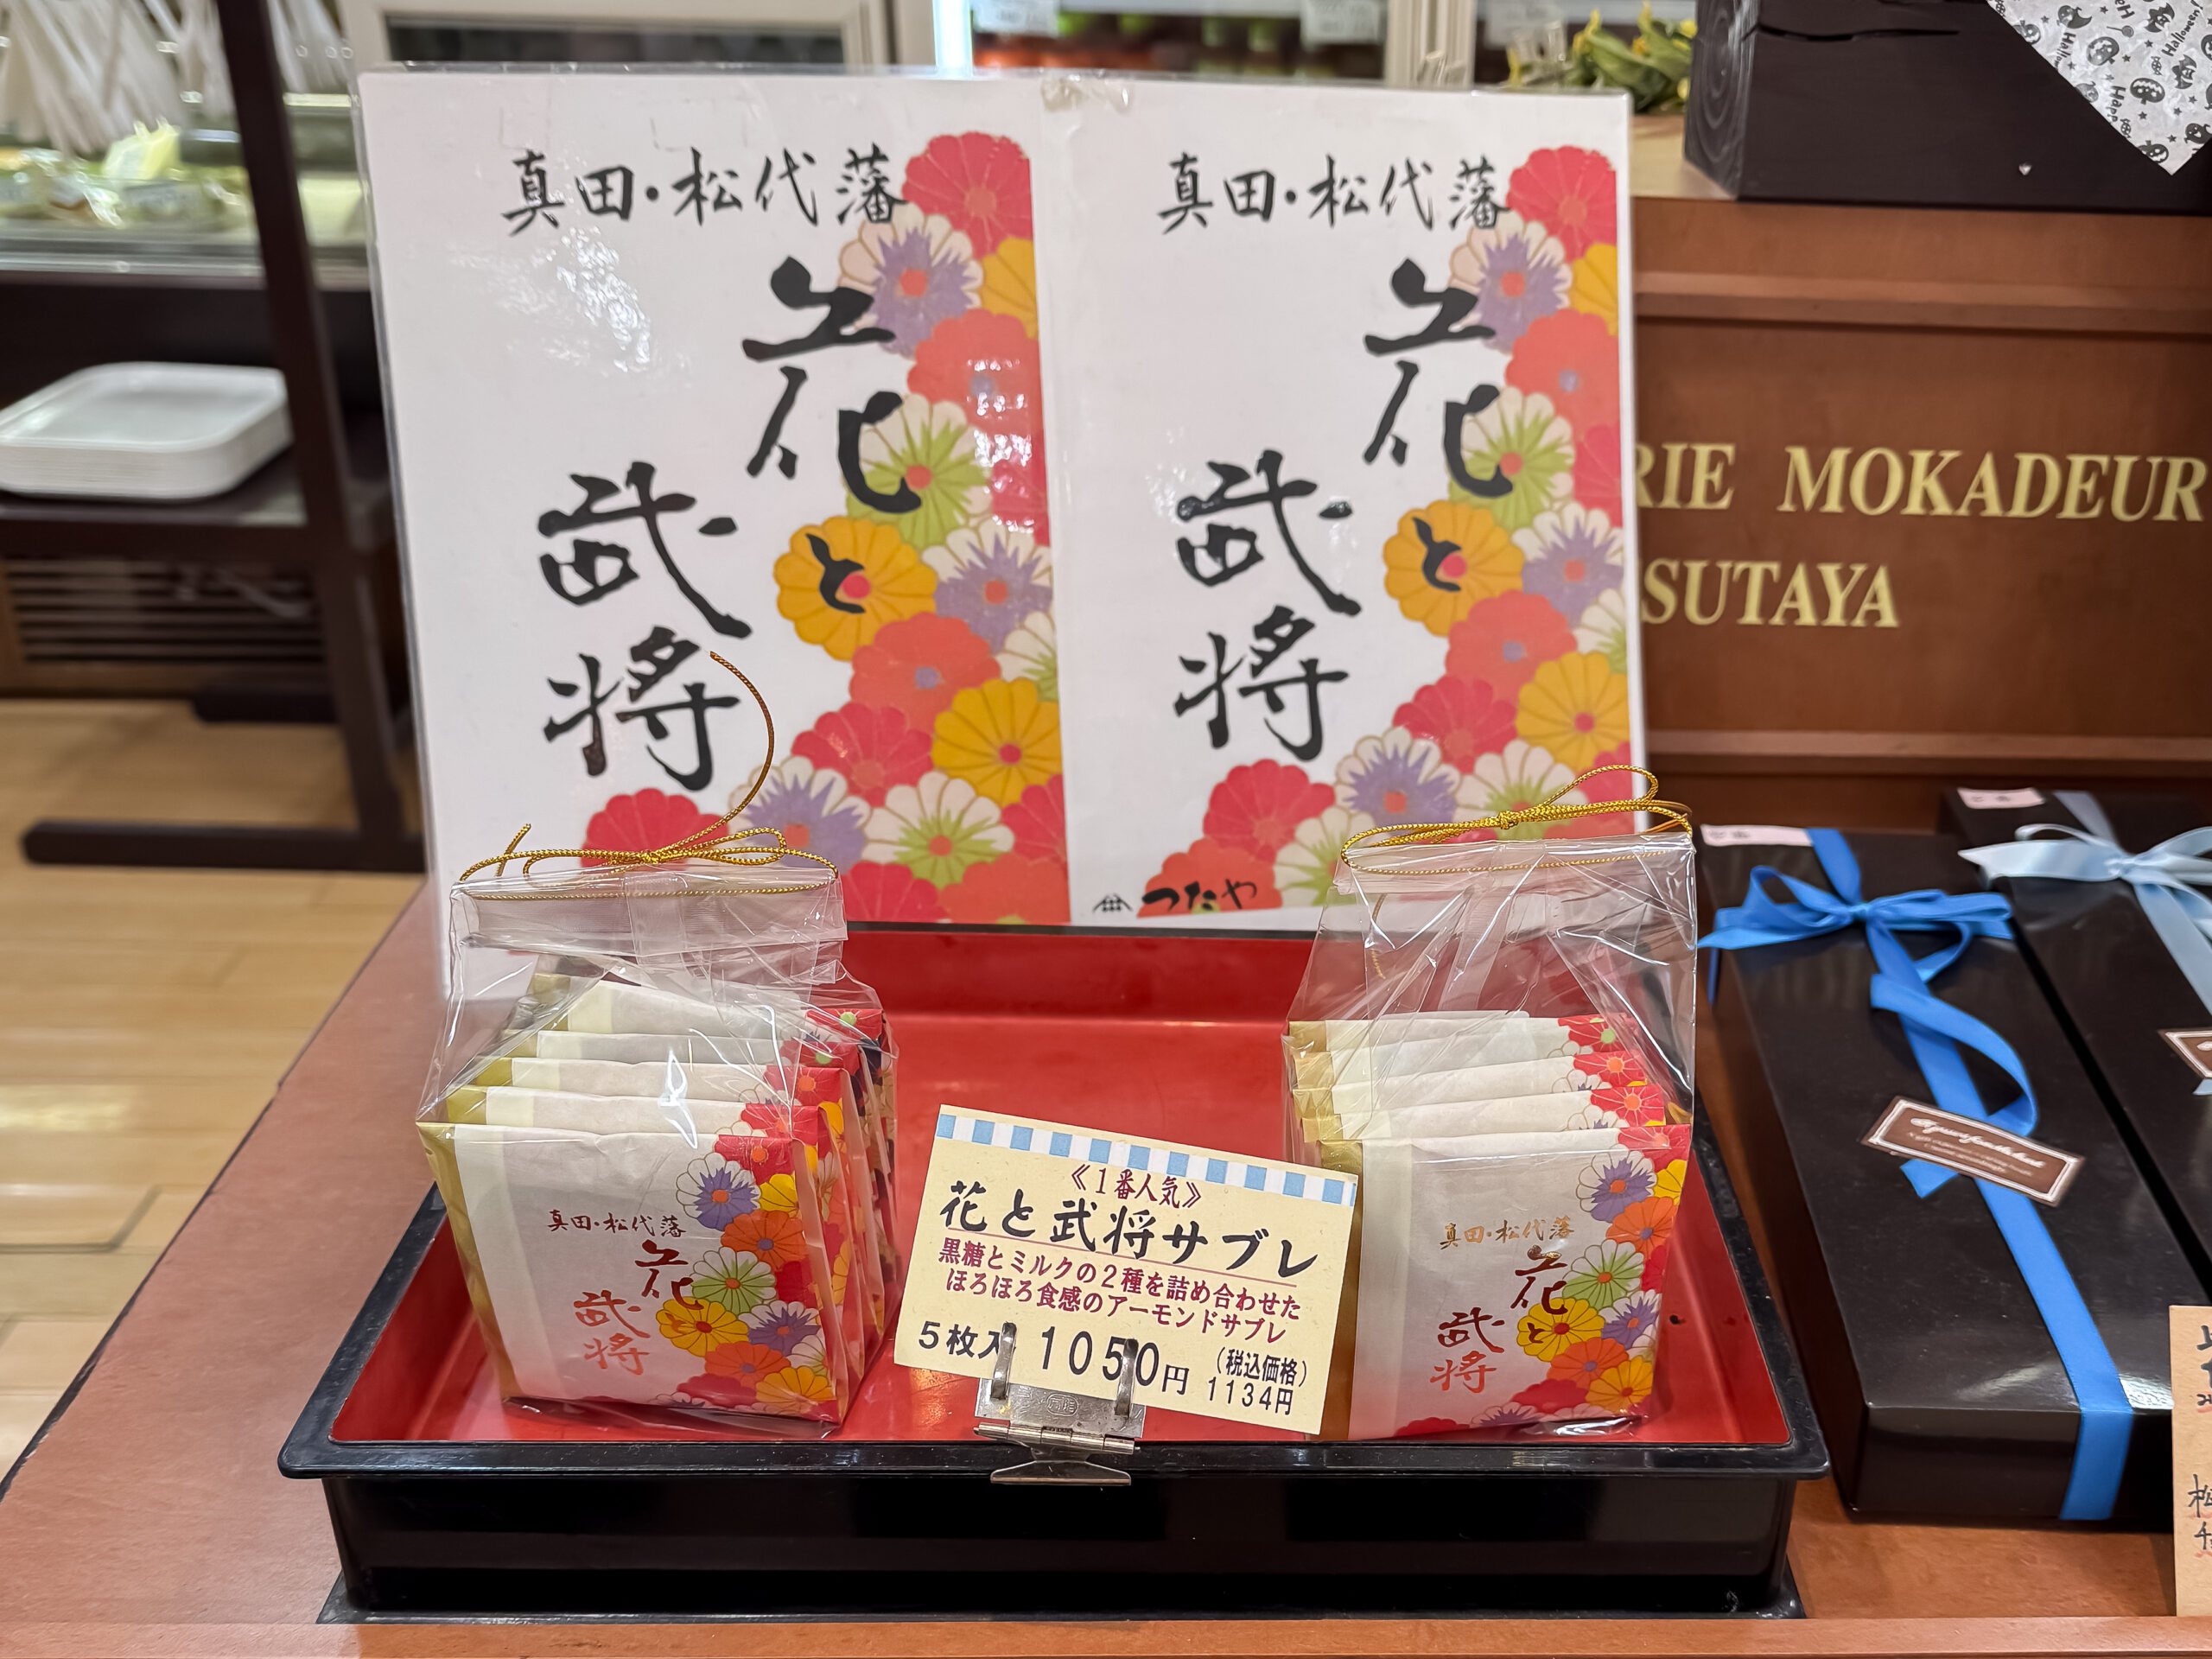 真田・松代藩
花
と
武将
真田・松代藩
花
と
武将
つたや
RIE MOKADEUR
SUTAYA
真田・松代藩
花
武将
真田・松代藩
花
と
武将
《1番人気》
花と武将サブレ
黒糖とミルクの2種を詰め合わせた
ほろほろ食感のアーモンドサブレ
5枚入 1050円
(税込価格)
1134円
Halloween